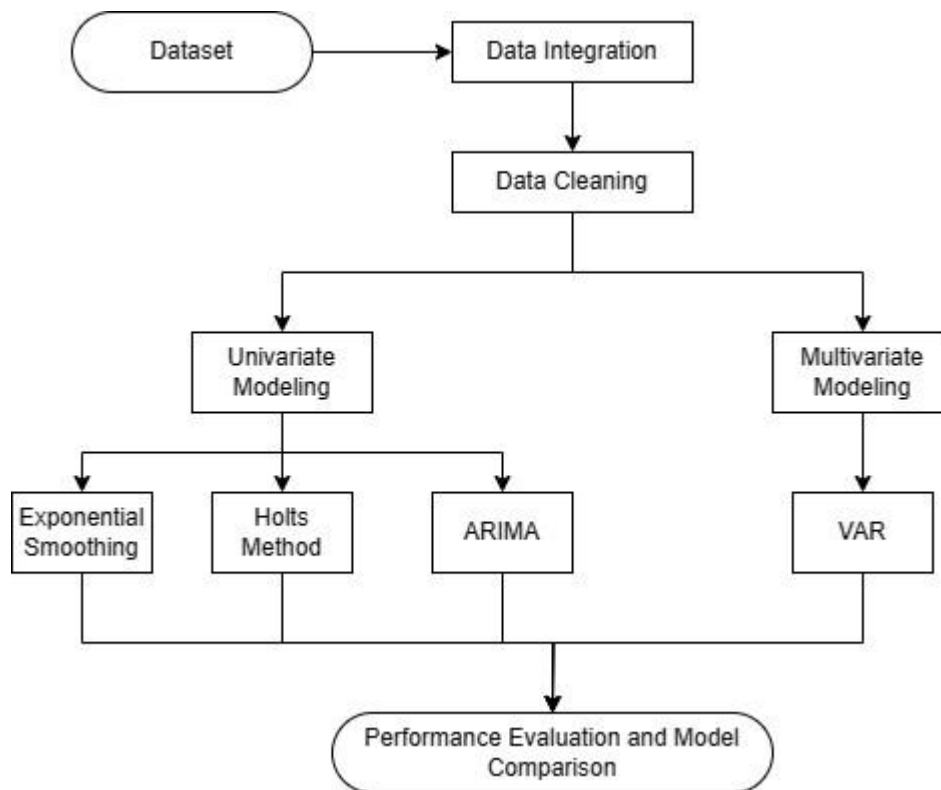 Dataset
Data Integration
Data Cleaning
Univariate
Modeling
Multivariate
Modeling
Exponential
Smoothing
Holts
Method
ARIMA
VAR
Performance Evaluation and Model
Comparison